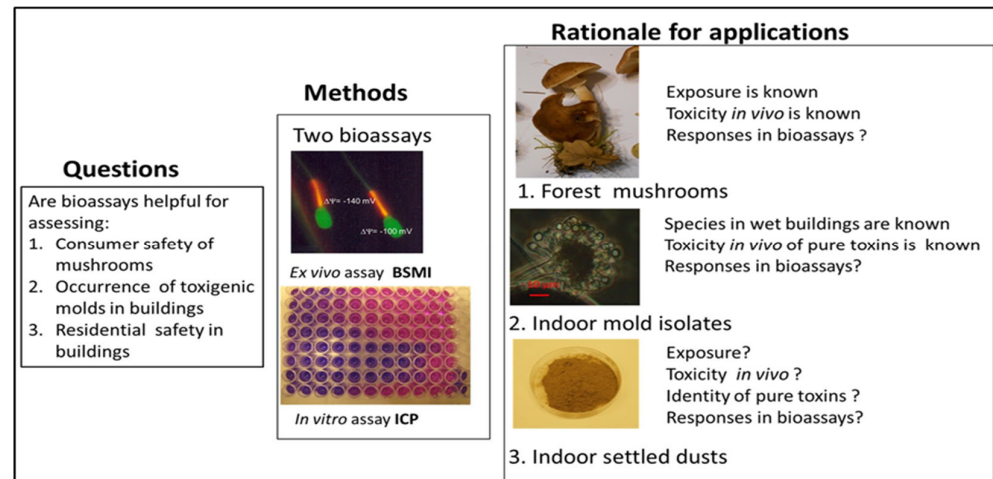 Questions
Are bioassays helpful for
assessing:
1. Consumer safety of
mushrooms
2. Occurrence of toxigenic
molds in buildings
3. Residential safety in
buildings
Methods
Two bioassays
ΔΨ= -140 mV
ΔΨ= -100 mV
Ex vivo assay BSMI
In vitro assay ICP
Rationale for applications
Exposure is known
Toxicity in vivo is known
Responses in bioassays ?
1. Forest mushrooms
Species in wet buildings are known
Toxicity in vivo of pure toxins is known
Responses in bioassays?
2. Indoor mold isolates
Exposure?
Toxicity in vivo ?
Identity of pure toxins ?
Responses in bioassays?
3. Indoor settled dusts